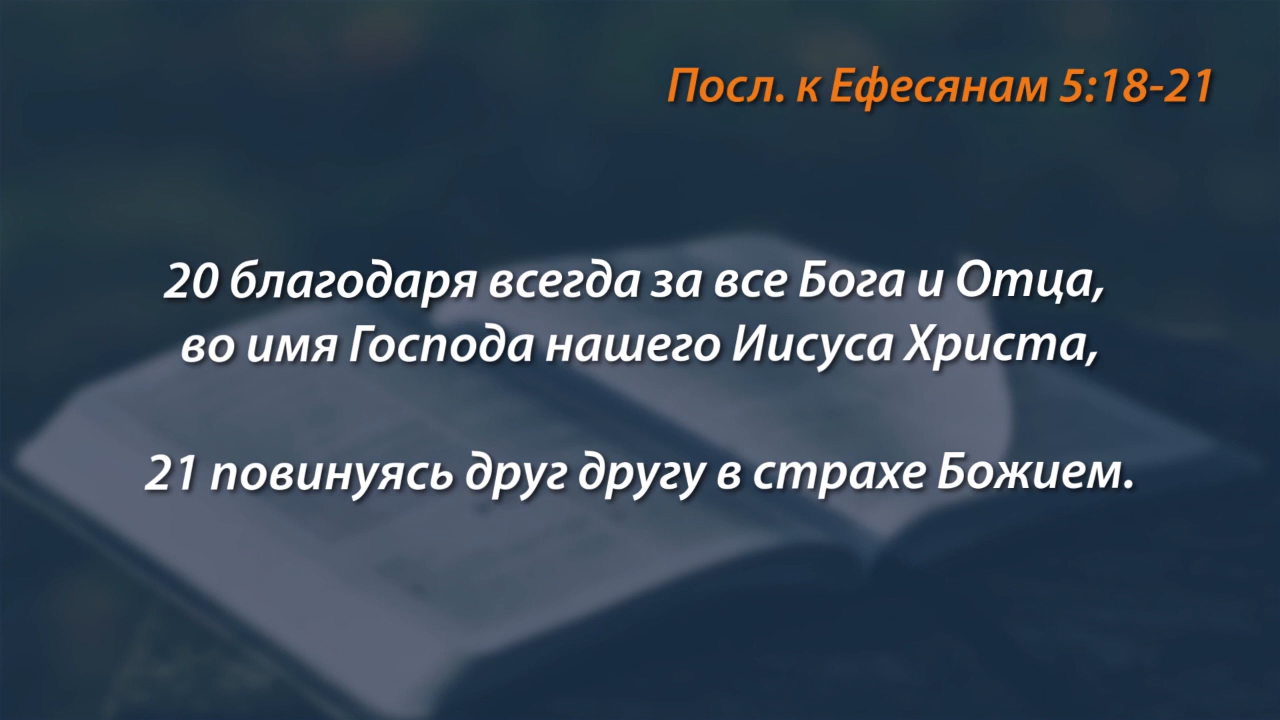 Посл. к Ефесянам 5:18-21
20 благодаря всегда за все Бога и Отца,
во имя Господа нашего Иисуса Христа,
21 повинуясь друг другу в страхе Божием.